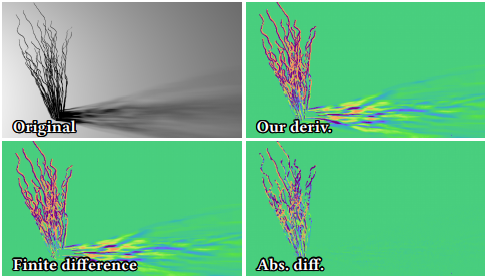 Original
Our deriv.
Finite difference
Abs. diff.